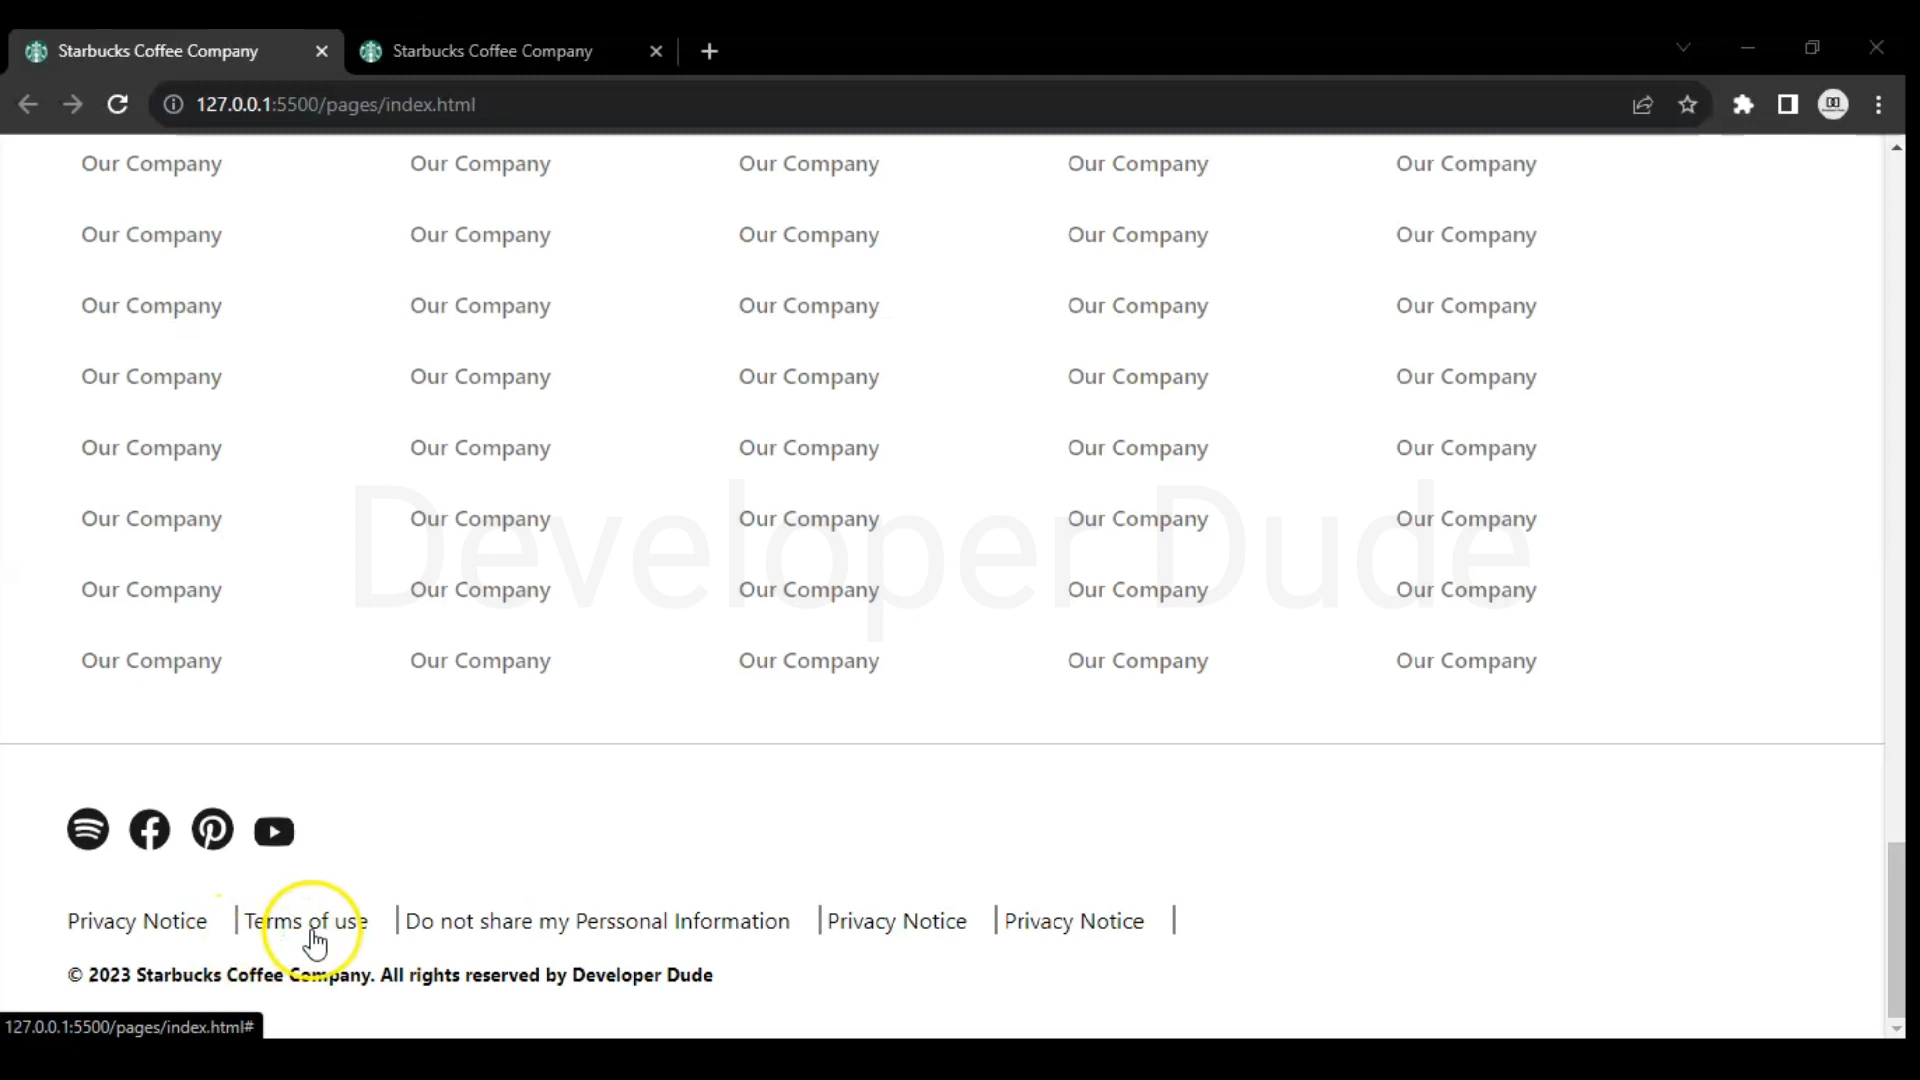 Starbucks Coffee Company Starbucks Coffee Company
127.0.0.1:5500/pages/index.html
Our Company Our Company Our Company Our Company Our Company
Our Company Our Company Our Company Our Company Our Company
Our Company Our Company Our Company Our Company Our Company
Our Company Our Company Our Company Our Company Our Company
Our Company Our Company Our Company Our Company Our Company
Our Company Our Company Our Company Our Company Our Company
Developer Dude
Our Company Our Company Our Company Our Company Our Company
Our Company Our Company Our Company Our Company Our Company
Privacy Notice | Terms of use | Do not share my Perssonal Information | Privacy Notice | Privacy Notice |
© 2023 Starbucks Coffee Company. All rights reserved by Developer Dude
127.0.0.1:5500/pages/index.html#